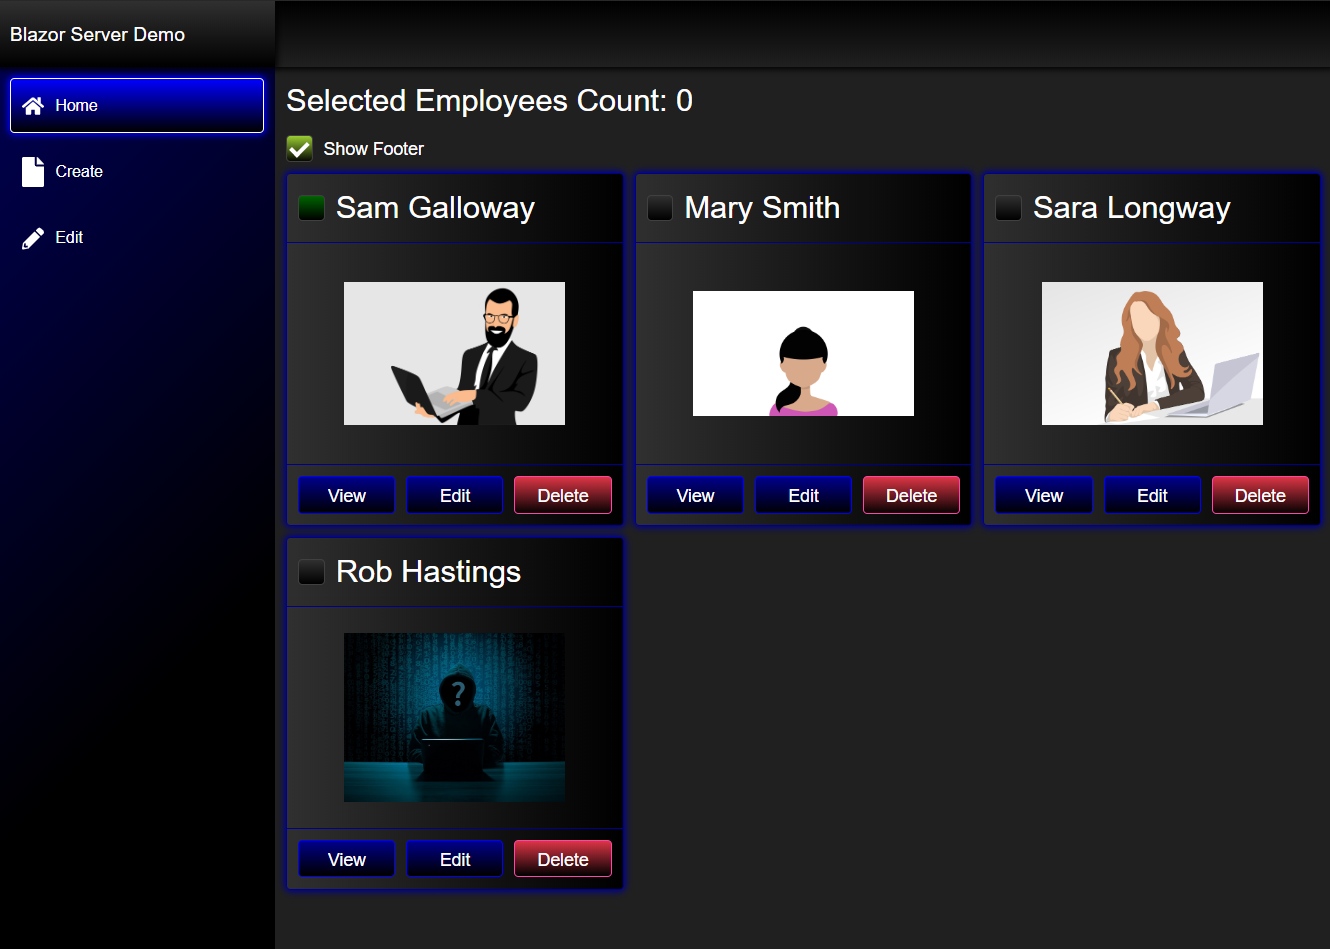 Blazor Server Demo
Home
Create
Edit
Selected Employees Count: 0
Show Footer
Sam Galloway
View Edit Delete
Mary Smith
View Edit Delete
Sara Longway
View Edit Delete
Rob Hastings
?
View Edit Delete